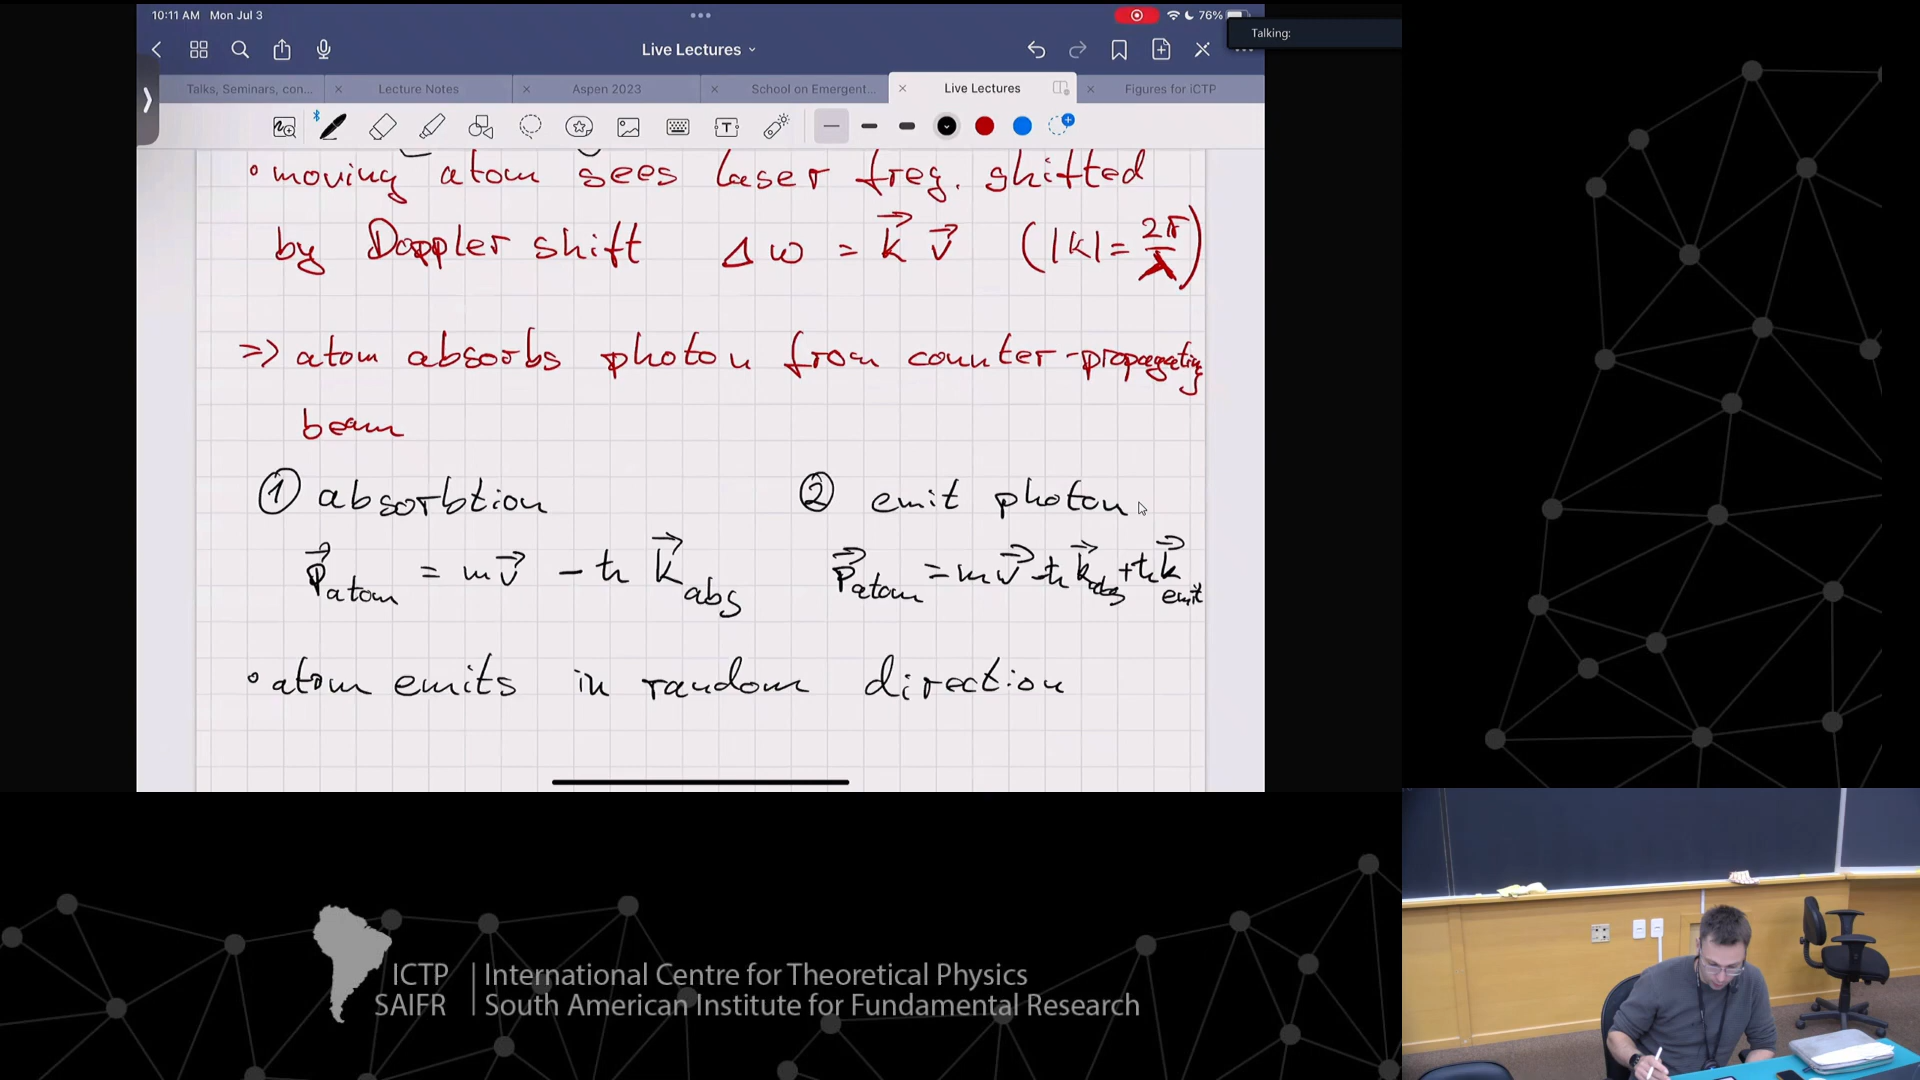 10:11 AM Mon Jul 3
76%
Talking:
Live Lectures
Talks, Seminars, con...
Lecture Notes
Aspen 2023
School on Emergent...
Live Lectures
Figures for iCTP
• moving atom sees laser freq. shifted
by Doppler shift Δω = k⃗ v⃗ (|k| = 2π/λ)
=> atom absorbs photon from counter-propagating
beam
① absorbtion
② emit photon
p⃗atom = mv⃗ - ħ k⃗abs
p⃗atom = mv⃗ - ħk⃗abs + ħk⃗emit
• atom emits in random direction
ICTP | International Centre for Theoretical Physics
SAIFR | South American Institute for Fundamental Research